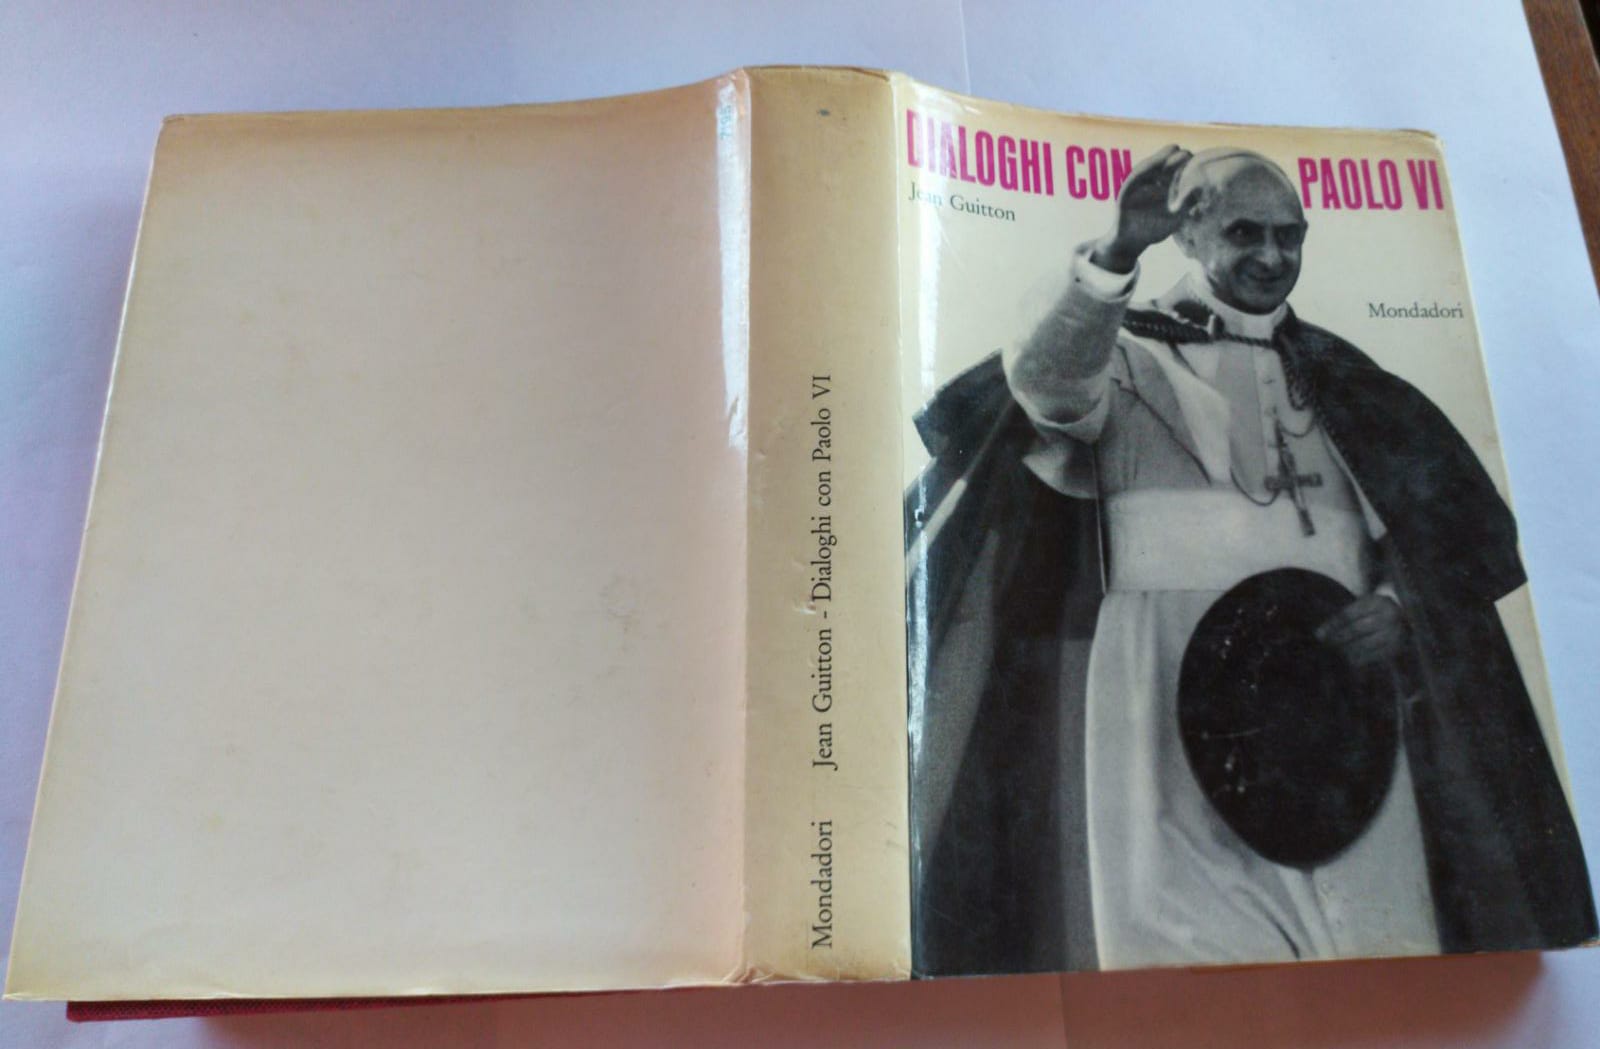 DIALOGHI CON PAOLO VI
Jean Guitton
Mondadori
Mondadori Jean Guitton - Dialoghi con Paolo VI